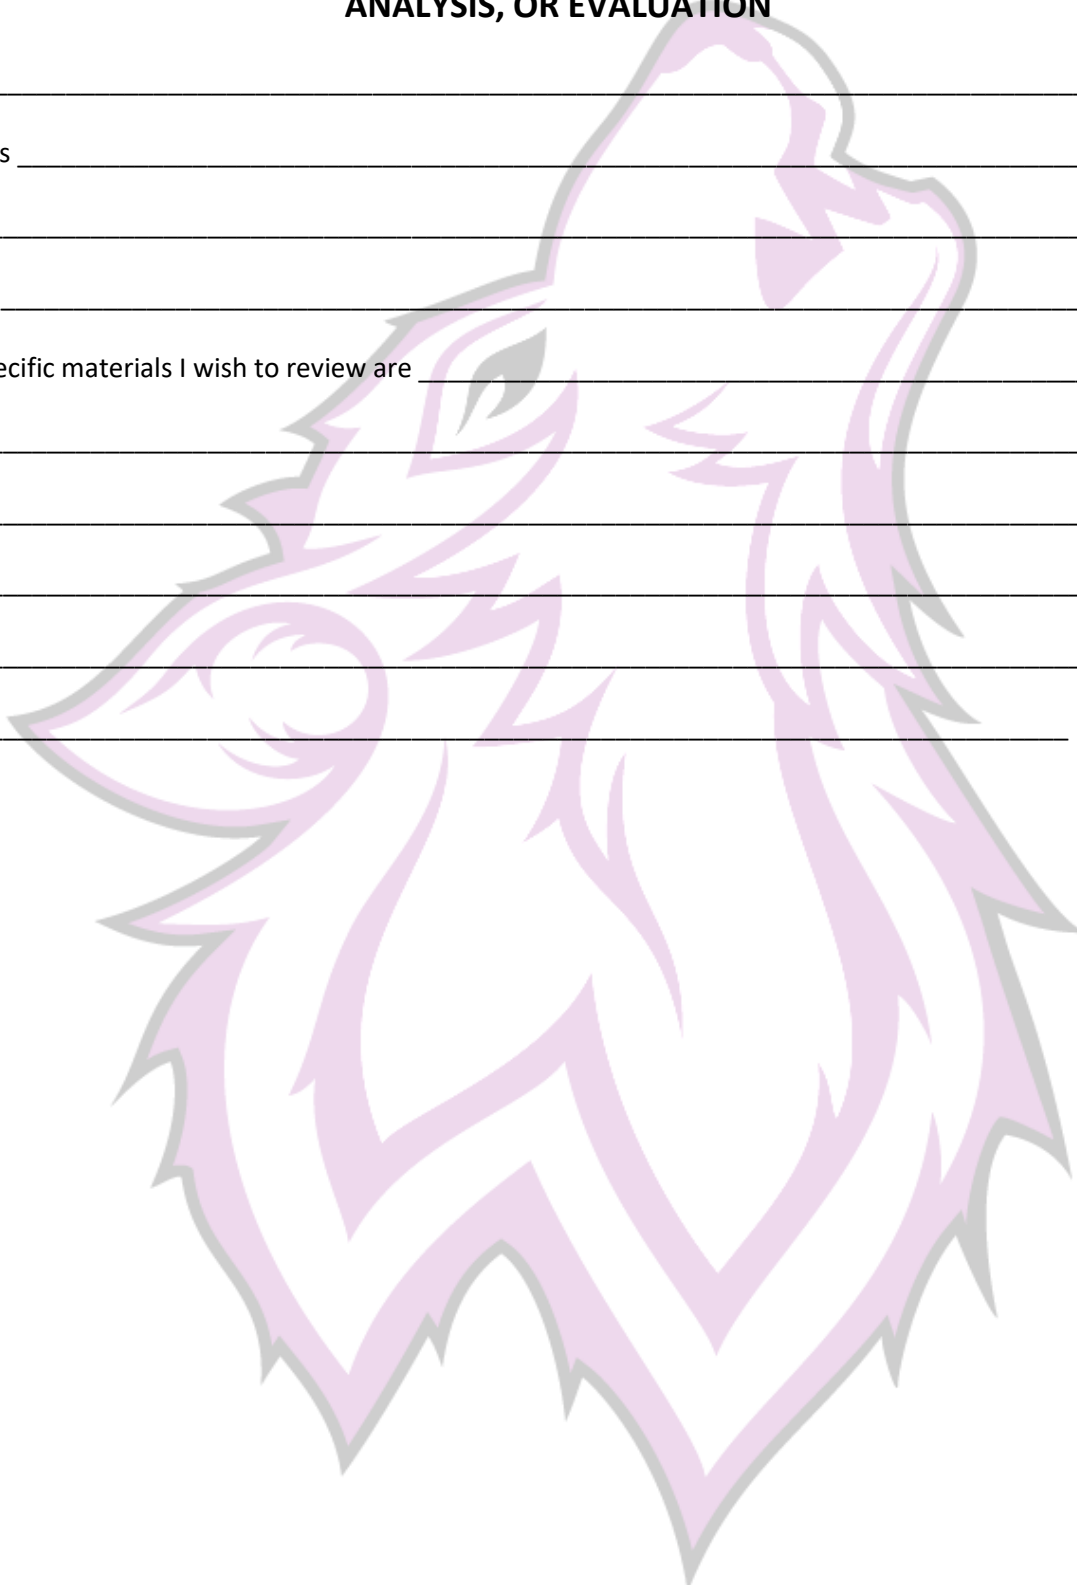 ANALYSIS, OR EVALUATION
s
ecific materials I wish to review are